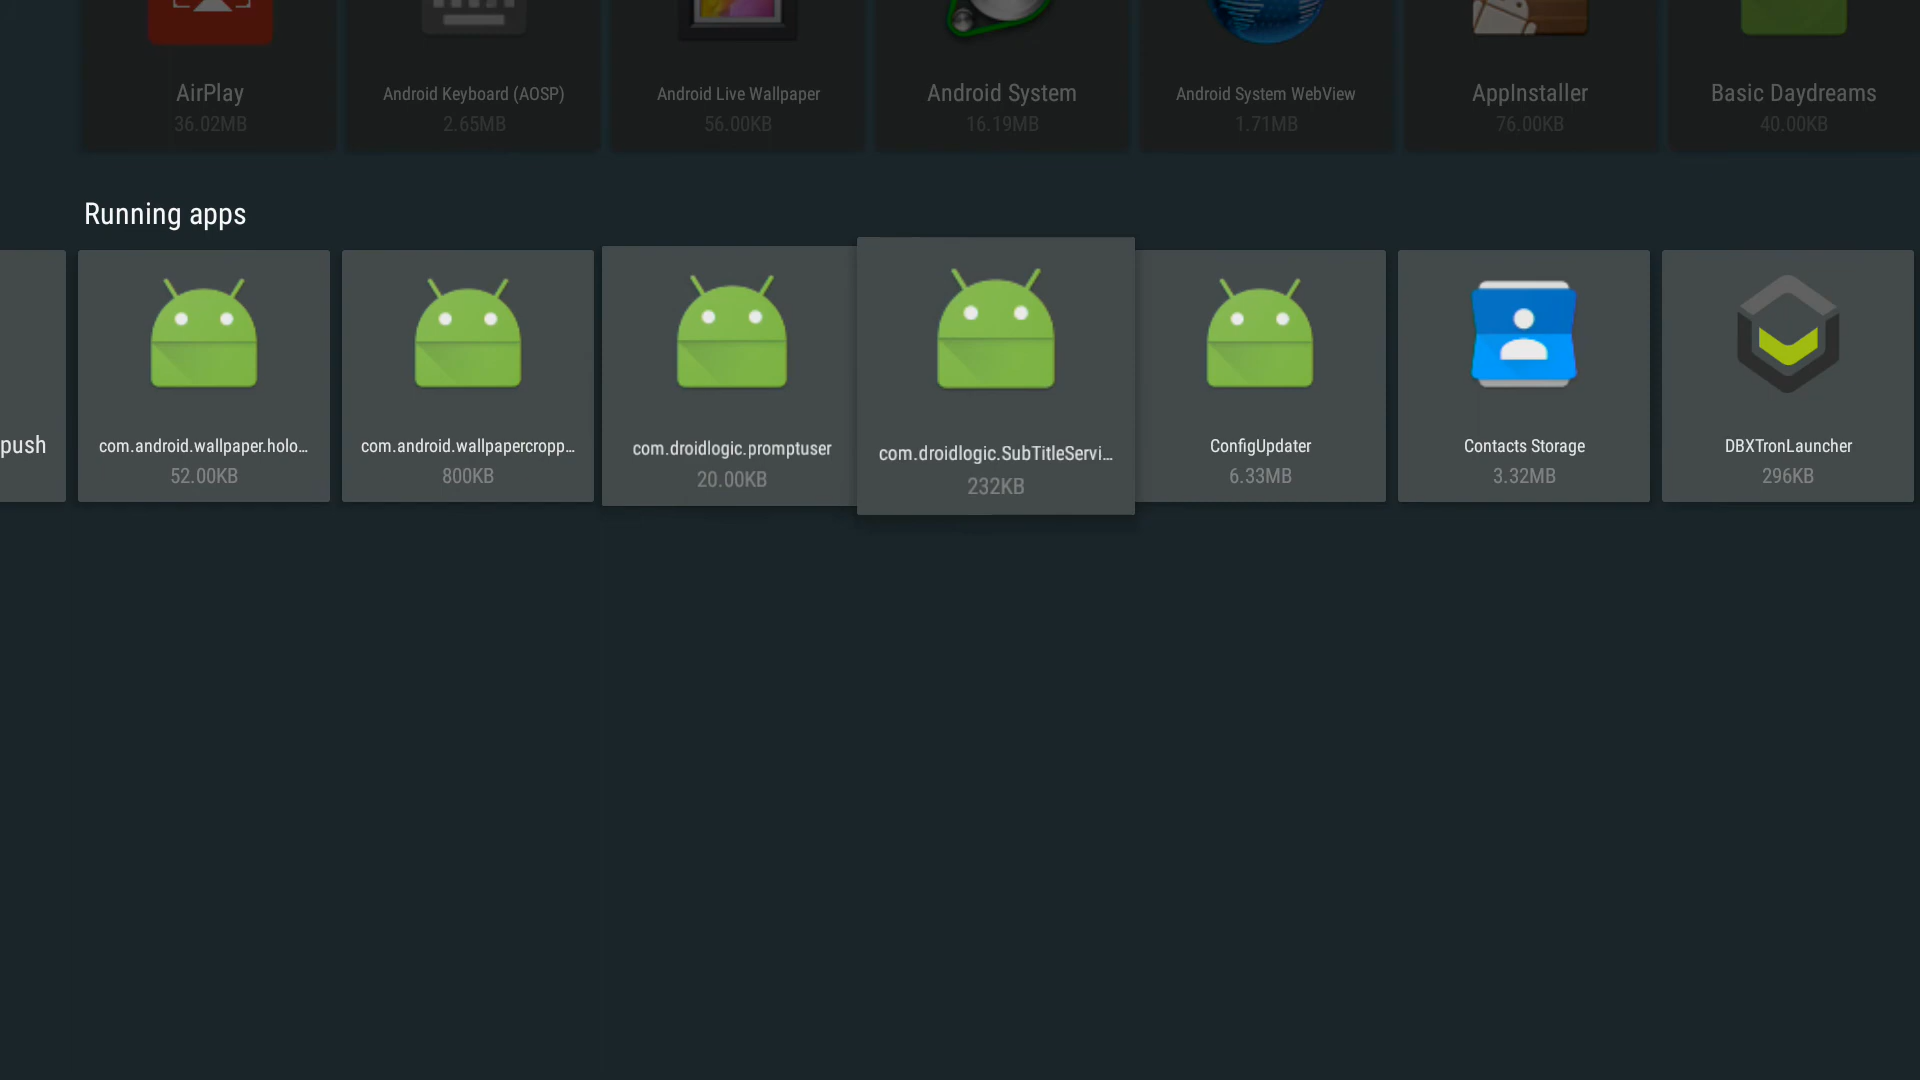 AirPlay
36.02MB
Android Keyboard (AOSP)
2.65MB
Android Live Wallpaper
56.00KB
Android System
16.19MB
Android System WebView
1.71MB
AppInstaller
76.00KB
Basic Daydreams
40.00KB
Running apps
push
com.android.wallpaper.holo...
52.00KB
com.android.wallpapercropp...
800KB
com.droidlogic.promptuser
20.00KB
com.droidlogic.SubTitleServi...
232KB
ConfigUpdater
6.33MB
Contacts Storage
3.32MB
DBXTronLauncher
296KB